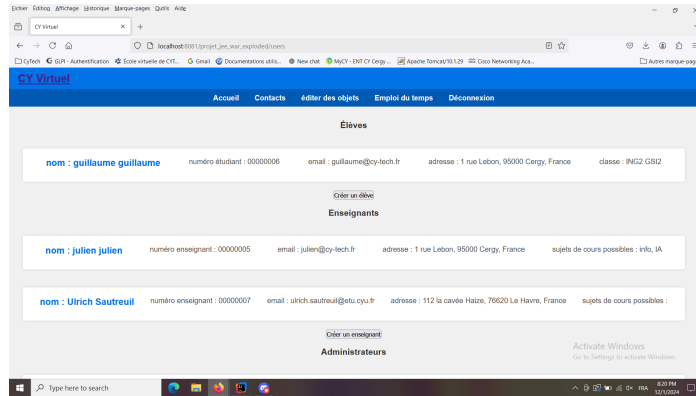 Eichier Édition Affichage Historique Marque-pages Outils Aide
CY Virtuel × +
localhost:8081/projet_jee_war_exploded/users
CyTech GLPI - Authentification École virtuelle de CYT... Gmail Documentations utilis... New chat MyCY - ENT CY Cergy ... Apache Tomcat/10.1.29 Cisco Networking Aca... Autres marque-pages
CY Virtuel
Accueil Contacts éditer des objets Emploi du temps Déconnexion
Élèves
nom : guillaume guillaume numéro étudiant : 00000006 email : guillaume@cy-tech.fr adresse : 1 rue Lebon, 95000 Cergy, France classe : ING2 GSI2
Créer un élève
Enseignants
nom : julien julien numéro enseignant : 00000005 email : julien@cy-tech.fr adresse : 1 rue Lebon, 95000 Cergy, France sujets de cours possibles : info, IA
nom : Ulrich Sautreuil numéro enseignant : 00000007 email : ulrich.sautreuil@etu.cyu.fr adresse : 112 la cavée Haize, 76620 Le Havre, France sujets de cours possibles :
Créer un enseignant
Administrateurs
Activate Windows
Go to Settings to activate Windows.
Type here to search
FRA
8:20 PM
12/1/2024